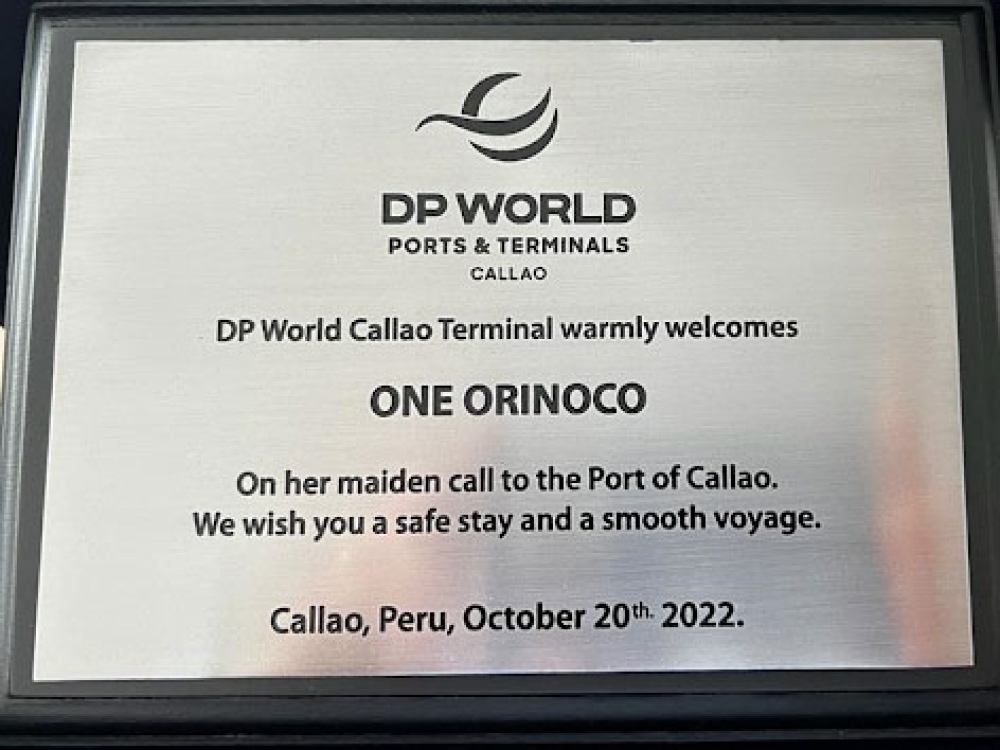 DP WORLD
PORTS & TERMINALS
CALLAO
DP World Callao Terminal warmly welcomes
ONE ORINOCO
On her maiden call to the Port of Callao.
We wish you a safe stay and a smooth voyage.
Callao, Peru, October 20th. 2022.